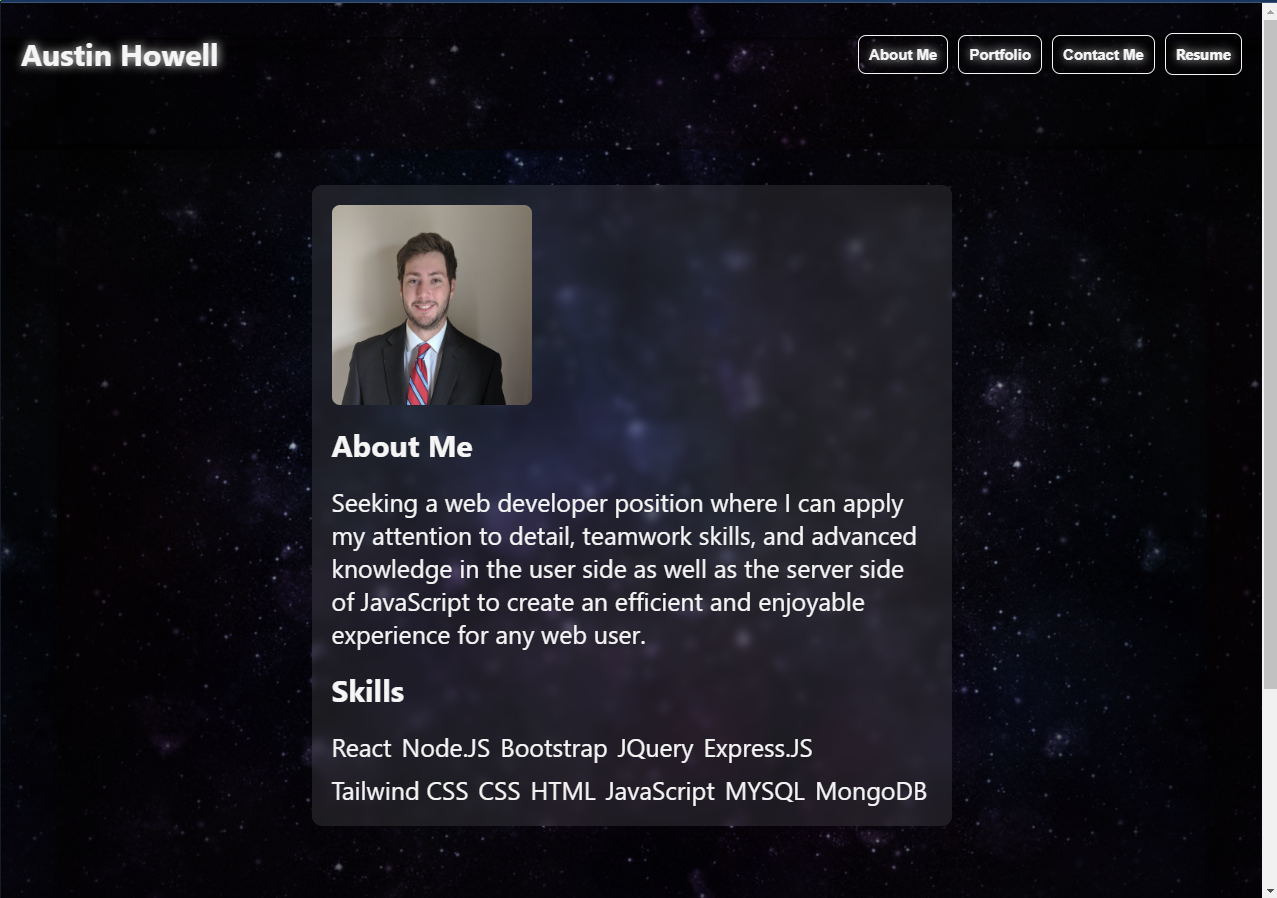 Austin Howell
About Me Portfolio Contact Me Resume
About Me
Seeking a web developer position where I can apply
my attention to detail, teamwork skills, and advanced
knowledge in the user side as well as the server side
of JavaScript to create an efficient and enjoyable
experience for any web user.
Skills
React Node.JS Bootstrap JQuery Express.JS
Tailwind CSS CSS HTML JavaScript MYSQL MongoDB